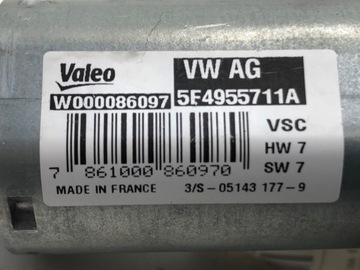 Valeo VW AG
W000086097 5F4955711A
VSC
HW 7
SW 7
7 861000 860970
MADE IN FRANCE 3/S-05143 177-9